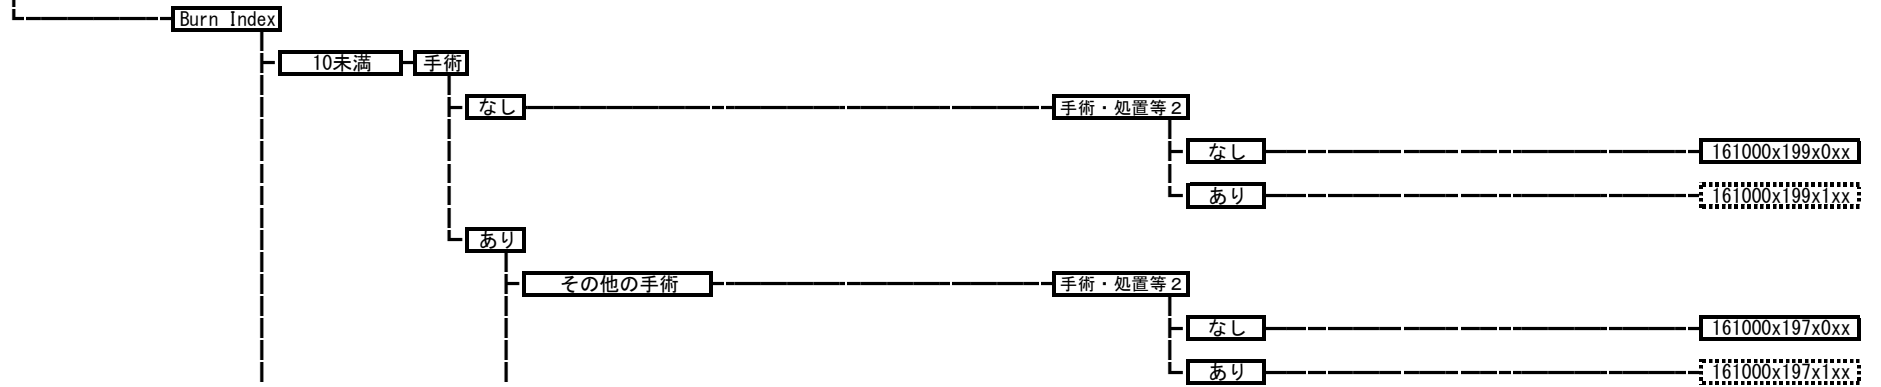 Burn Index
10未満 手術
なし 手術・処置等２
なし 161000x199x0xx
あり 161000x199x1xx
あり
その他の手術 手術・処置等２
なし 161000x197x0xx
あり 161000x197x1xx